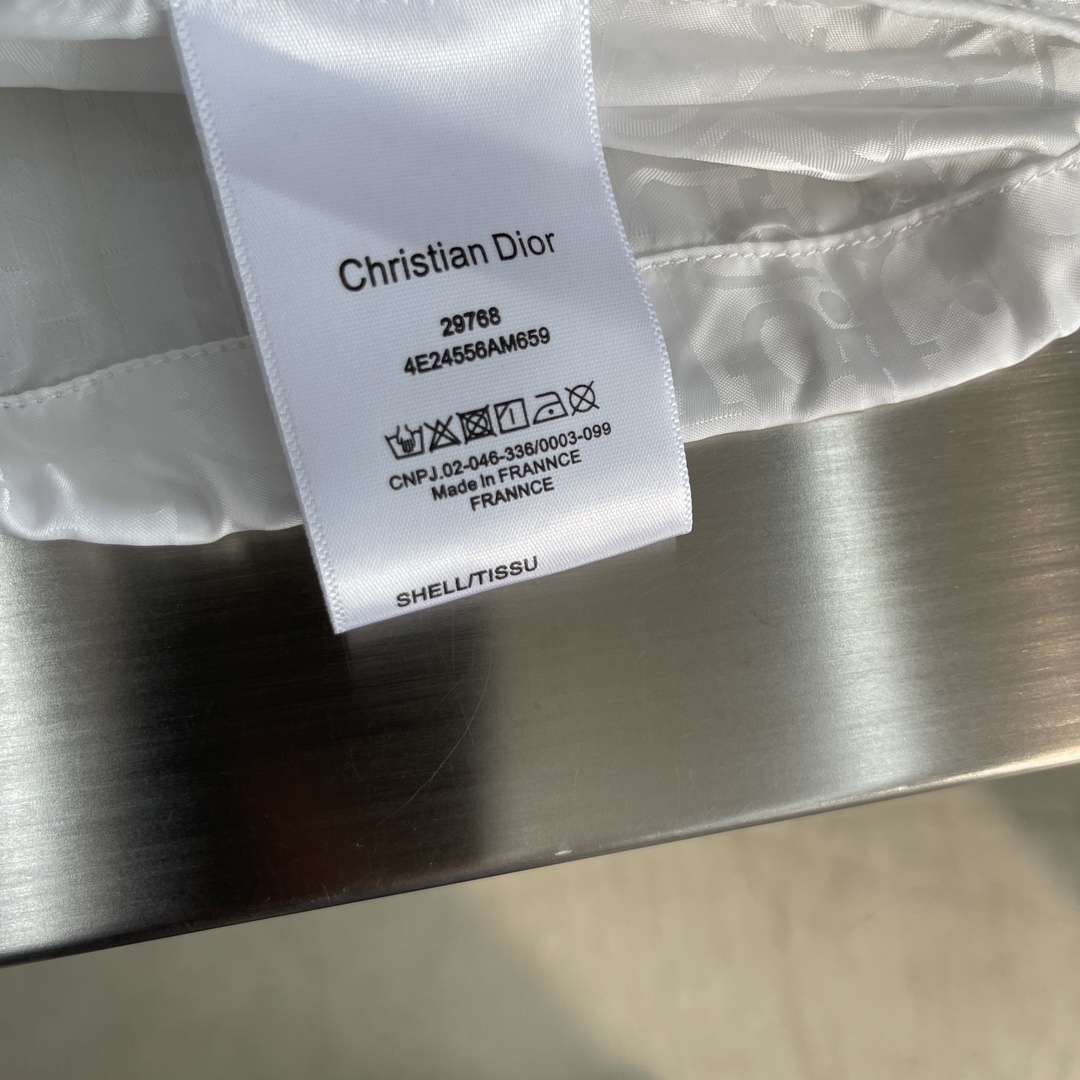 Christian Dior
29768
4E24556AM659
CNPJ.02-046-336/0003-099
Made In FRANNCE
FRANNCE
SHELL/TISSU